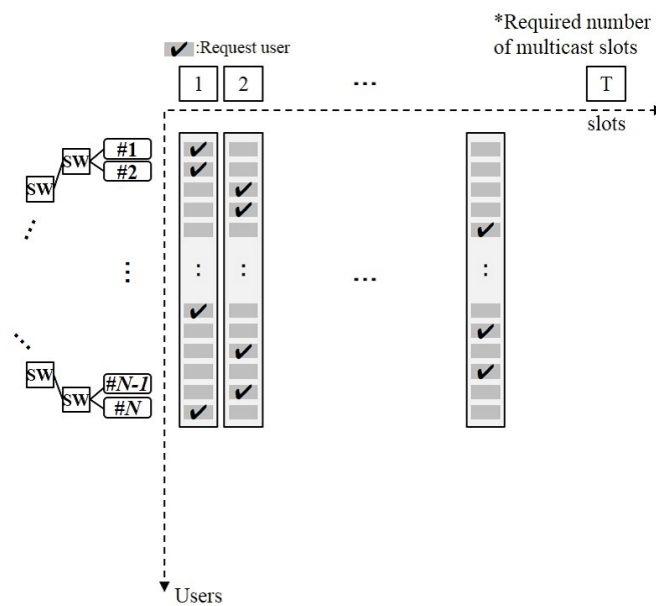 *Required number
of multicast slots
:Request user
1 2 ... T
slots
SW #1
SW #2
#N-1
SW
SW #N
Users